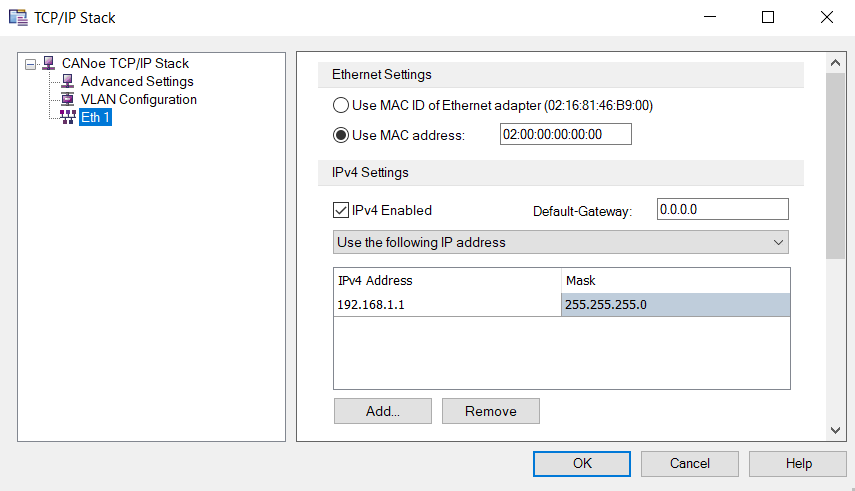 TCP/IP Stack
CANoe TCP/IP Stack
Advanced Settings
VLAN Configuration
Eth 1
Ethernet Settings
Use MAC ID of Ethernet adapter (02:16:81:46:B9:00)
Use MAC address: 02:00:00:00:00:00
IPv4 Settings
IPv4 Enabled Default-Gateway: 0.0.0.0
Use the following IP address
IPv4 Address Mask
192.168.1.1 255.255.255.0
Add... Remove
OK Cancel Help